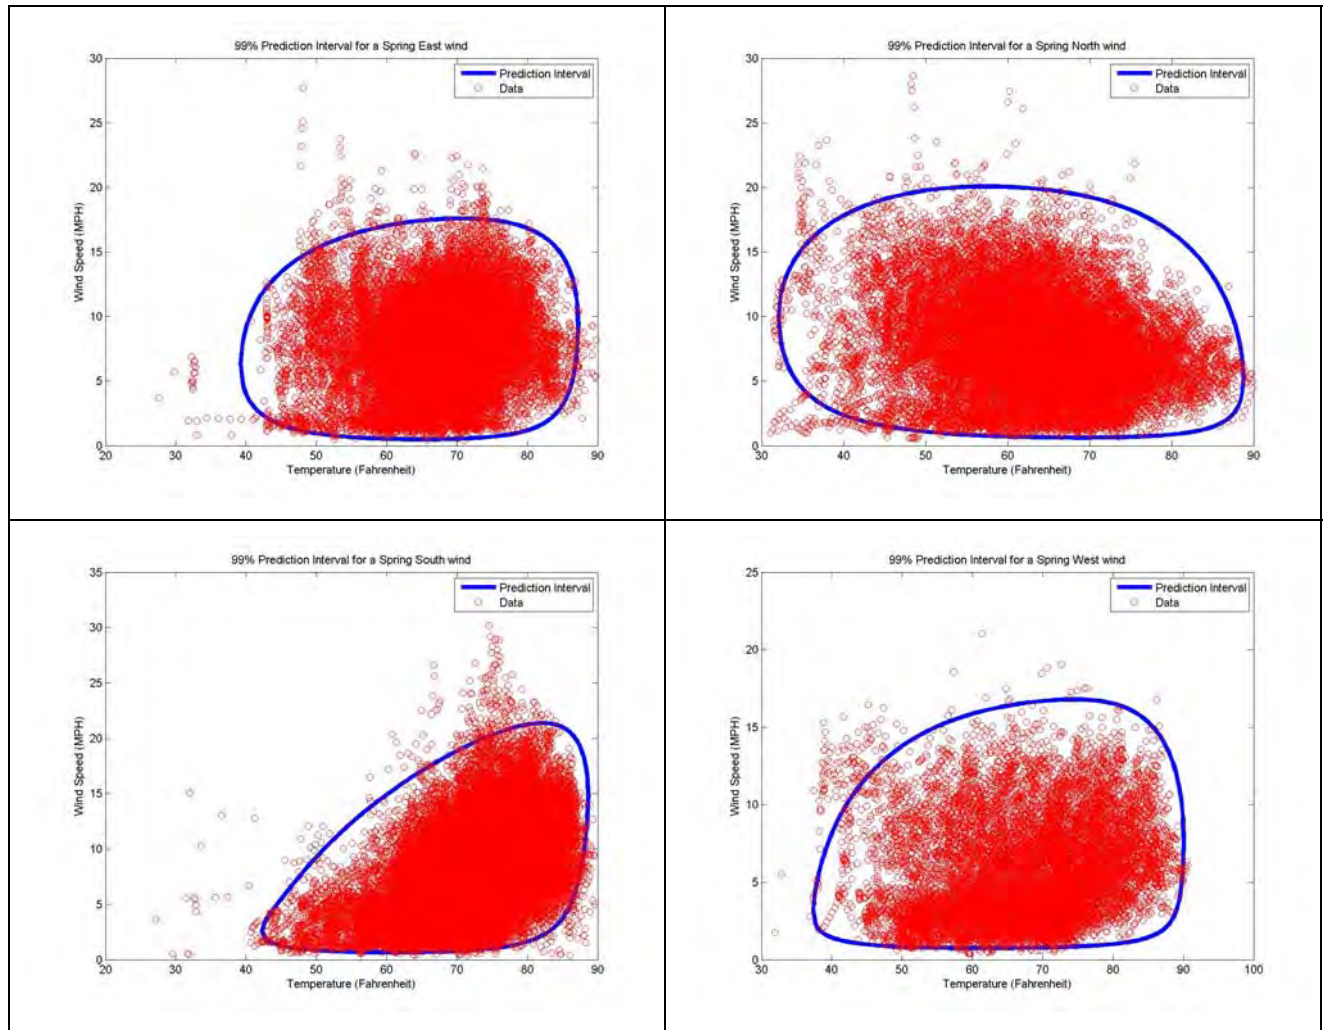 99% Prediction Interval for a Spring East wind
30
25
20
15
10
5
0
Wind Speed (MPH)
Prediction Interval
Data
20 30 40 50 60 70 80 90
Temperature (Fahrenheit)
99% Prediction Interval for a Spring North wind
30
25
20
15
10
5
0
Wind Speed (MPH)
Prediction Interval
Data
30 40 50 60 70 80 90
Temperature (Fahrenheit)
99% Prediction Interval for a Spring South wind
35
30
25
20
15
10
5
0
Wind Speed (MPH)
Prediction Interval
Data
20 30 40 50 60 70 80 90
Temperature (Fahrenheit)
99% Prediction Interval for a Spring West wind
25
20
15
10
5
0
Wind Speed (MPH)
Prediction Interval
Data
30 40 50 60 70 80 90 100
Temperature (Fahrenheit)